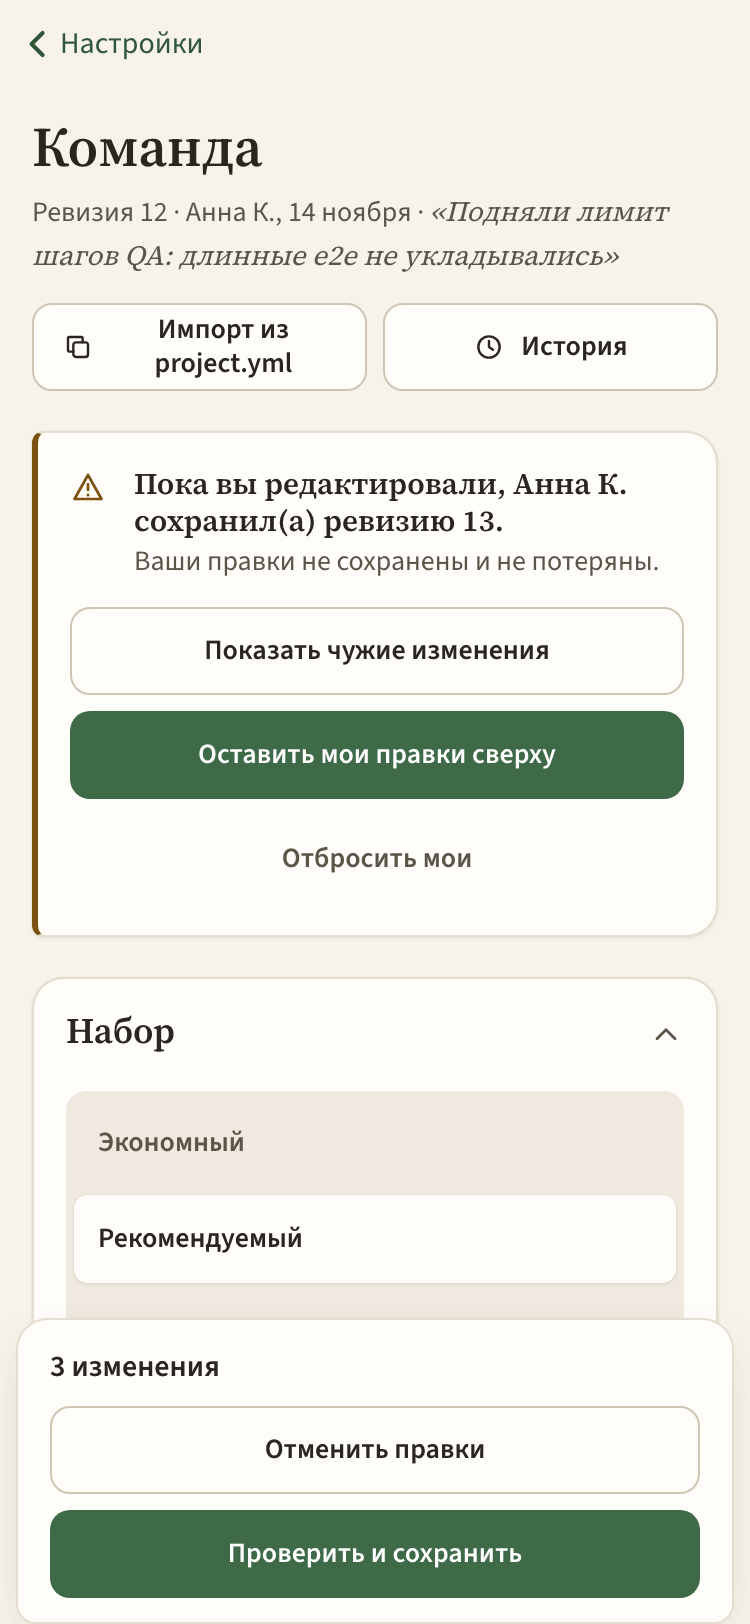 Настройки
Команда
Ревизия 12 · Анна К., 14 ноября · «Подняли лимит
шагов QA: длинные e2e не укладывались»
Импорт из
project.yml
История
Пока вы редактировали, Анна К.
сохранил(а) ревизию 13.
Ваши правки не сохранены и не потеряны.
Показать чужие изменения
Оставить мои правки сверху
Отбросить мои
Набор
Экономный
Рекомендуемый
3 изменения
Отменить правки
Проверить и сохранить